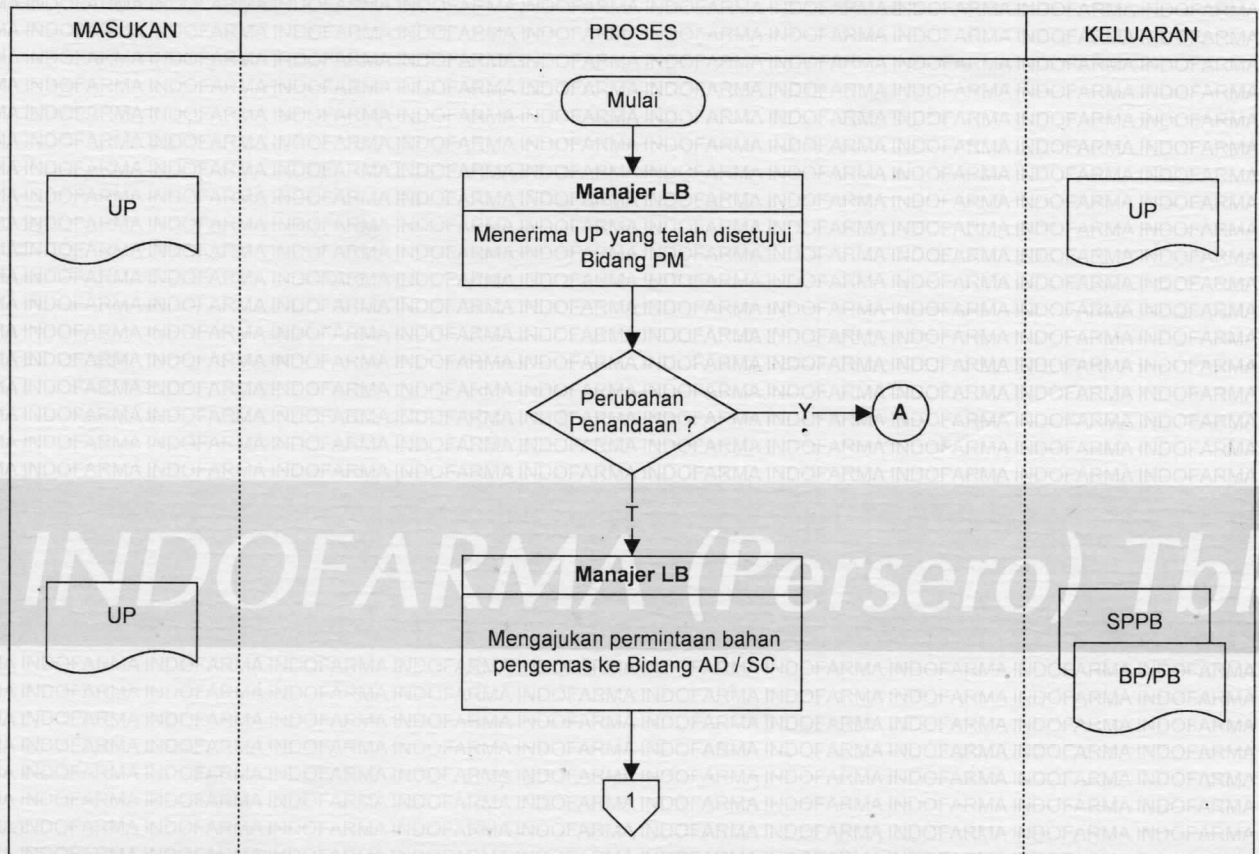 MASUKAN PROSES KELUARAN
Mulai
Manajer LB
UP
Menerima UP yang telah disetujui
Bidang PM
UP
Perubahan
Penandaan ?
Y
A
T
INDOFARMA (Persero) Tbk
Manajer LB
UP
Mengajukan permintaan bahan
pengemas ke Bidang AD / SC
SPPB
BP/PB
1